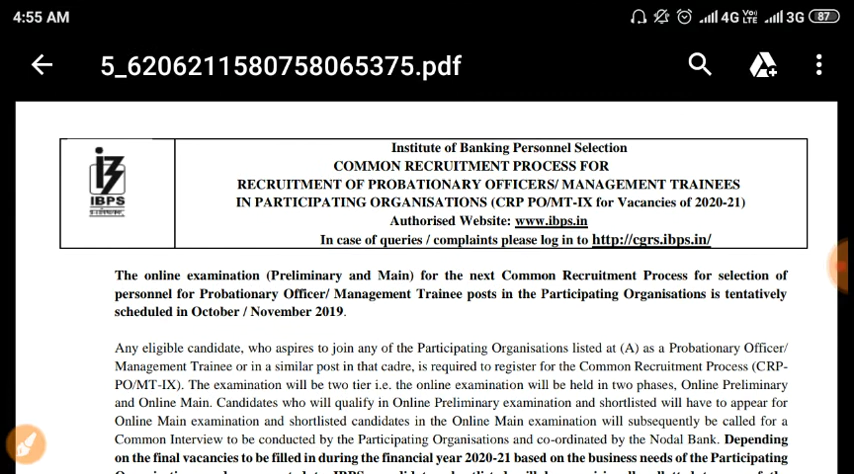 4:55 AM
4G Voi LTE 3G 87
5_6206211580758065375.pdf
IBPS
Institute of Banking Personnel Selection
COMMON RECRUITMENT PROCESS FOR
RECRUITMENT OF PROBATIONARY OFFICERS/ MANAGEMENT TRAINEES
IN PARTICIPATING ORGANISATIONS (CRP PO/MT-IX for Vacancies of 2020-21)
Authorised Website: www.ibps.in
In case of queries / complaints please log in to http://cgrs.ibps.in/
The online examination (Preliminary and Main) for the next Common Recruitment Process for selection of
personnel for Probationary Officer/ Management Trainee posts in the Participating Organisations is tentatively
scheduled in October / November 2019.
Any eligible candidate, who aspires to join any of the Participating Organisations listed at (A) as a Probationary Officer/
Management Trainee or in a similar post in that cadre, is required to register for the Common Recruitment Process (CRP-
PO/MT-IX). The examination will be two tier i.e. the online examination will be held in two phases, Online Preliminary
and Online Main. Candidates who will qualify in Online Preliminary examination and shortlisted will have to appear for
Online Main examination and shortlisted candidates in the Online Main examination will subsequently be called for a
Common Interview to be conducted by the Participating Organisations and co-ordinated by the Nodal Bank. Depending
on the final vacancies to be filled in during the financial year 2020-21 based on the business needs of the Participating